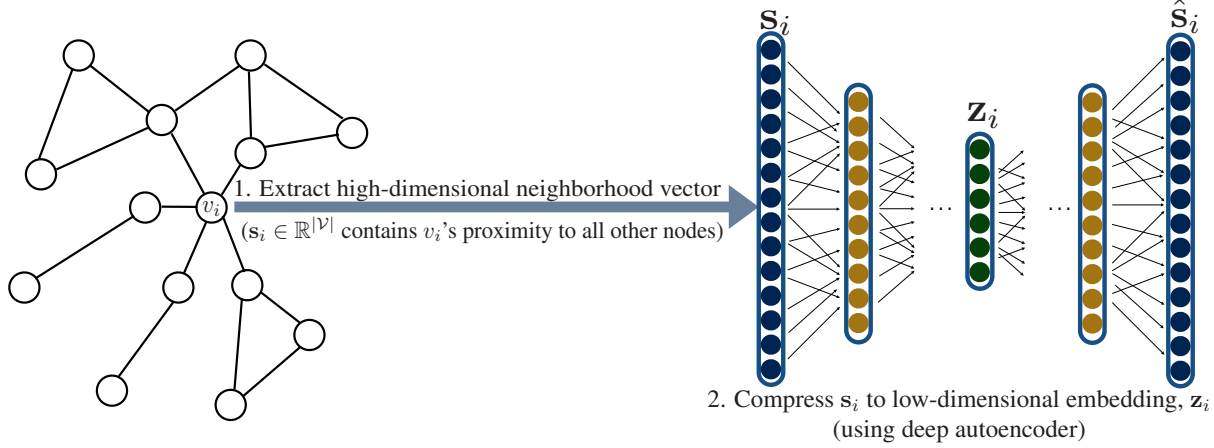 s_i
ŝ_i
z_i
1. Extract high-dimensional neighborhood vector
v_i
(s_i ∈ ℝ^{|𝒱|} contains v_i's proximity to all other nodes)
... ...
2. Compress s_i to low-dimensional embedding, z_i
(using deep autoencoder)